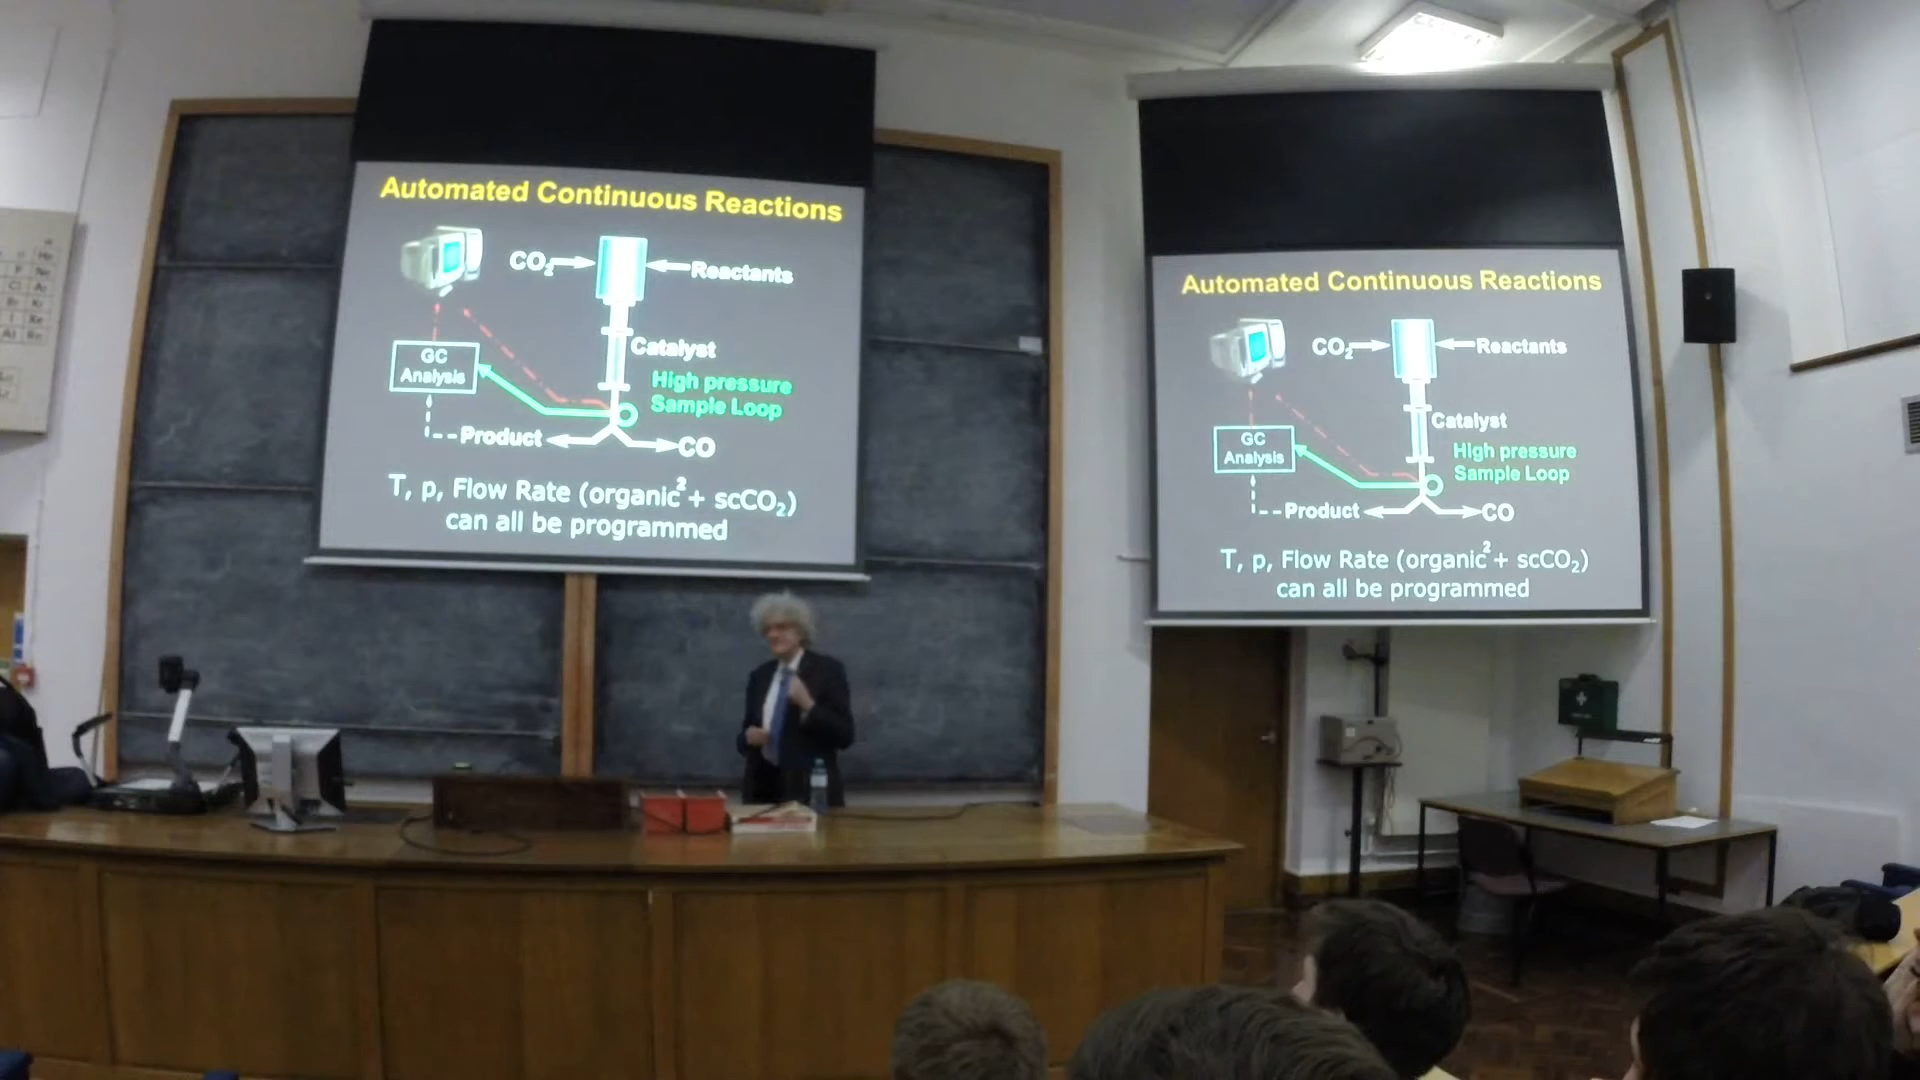 Automated Continuous Reactions
CO2
Reactants
Catalyst
GC
Analysis
High pressure
Sample Loop
Product
CO
T, p, Flow Rate (organic2+ scCO2)
can all be programmed
Automated Continuous Reactions
CO2
Reactants
Catalyst
GC
Analysis
High pressure
Sample Loop
Product
CO
T, p, Flow Rate (organic2+ scCO2)
can all be programmed